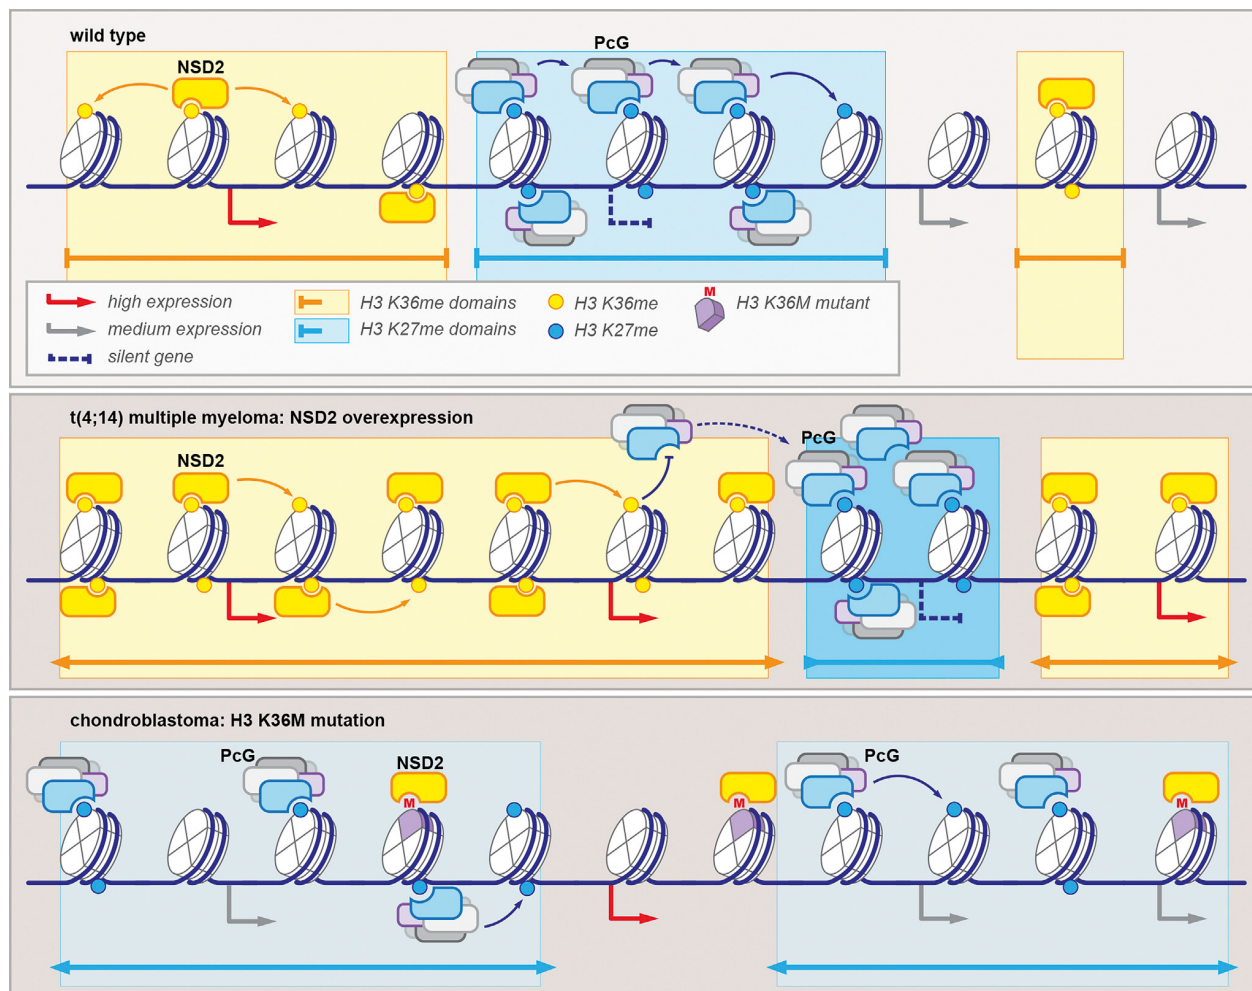 wild type
NSD2
PcG
high expression
medium expression
silent gene
H3 K36me domains
H3 K27me domains
H3 K36me
H3 K27me
M
H3 K36M mutant
t(4;14) multiple myeloma: NSD2 overexpression
NSD2
PcG
chondroblastoma: H3 K36M mutation
PcG
NSD2
PcG
M
M
M